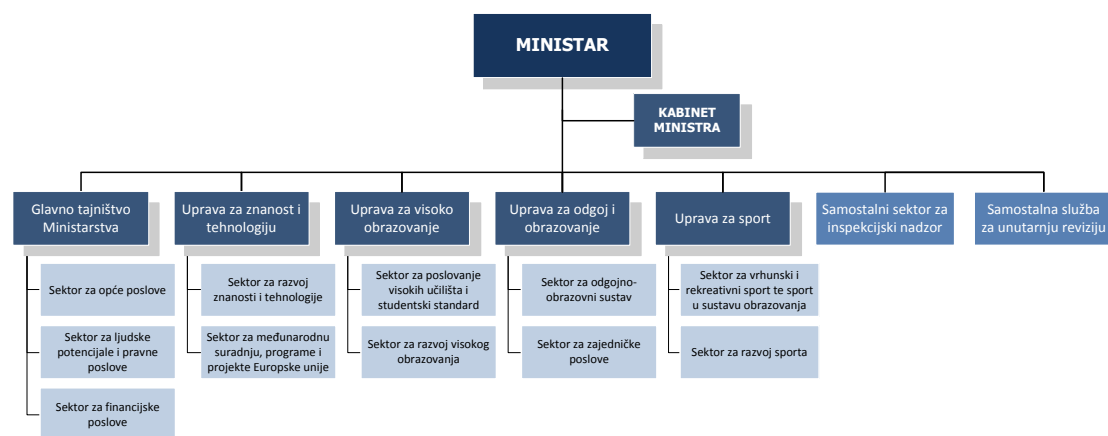 MINISTAR
KABINET
MINISTRA
Glavno tajništvo
Ministarstva
Uprava za znanost i
tehnologiju
Uprava za visoko
obrazovanje
Uprava za odgoj i
obrazovanje
Uprava za sport
Samostalni sektor za
inspekcijski nadzor
Samostalna služba
za unutarnju reviziju
Sektor za opće poslove
Sektor za ljudske
potencijale i pravne
poslove
Sektor za financijske
poslove
Sektor za razvoj
znanosti i tehnologije
Sektor za međunarodnu
suradnju, programe i
projekte Europske unije
Sektor za poslovanje
visokih učilišta i
studentski standard
Sektor za razvoj visokog
obrazovanja
Sektor za odgojno-
obrazovni sustav
Sektor za zajedničke
poslove
Sektor za vrhunski i
rekreativni sport te sport
u sustavu obrazovanja
Sektor za razvoj sporta